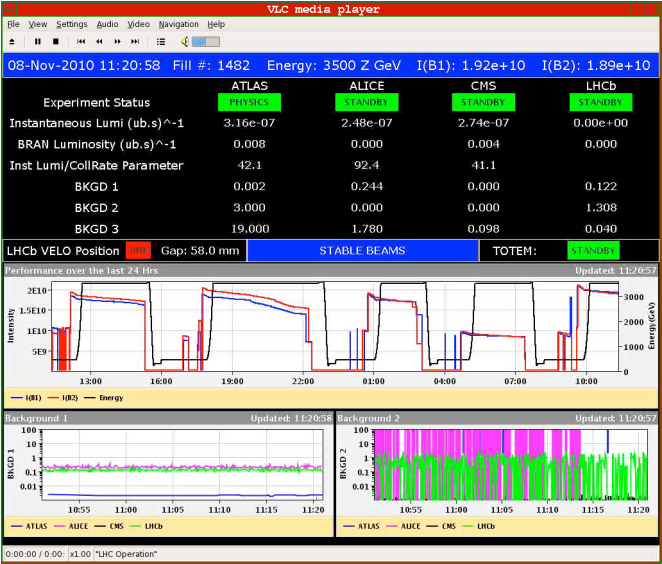 VLC media player
File View Settings Audio Video Navigation Help
08-Nov-2010 11:20:58 Fill #: 1482 Energy: 3500 Z GeV I(B1): 1.92e+10 I(B2): 1.89e+10
ATLAS ALICE CMS LHCb
Experiment Status PHYSICS STANDBY STANDBY STANDBY
Instantaneous Lumi (ub.s)^-1 3.16e-07 2.48e-07 2.74e-07 0.00e+00
BRAN Luminosity (ub.s)^-1 0.008 0.000 0.004 0.000
Inst Lumi/CollRate Parameter 42.1 92.4 41.1
BKGD 1 0.002 0.244 0.000 0.122
BKGD 2 3.000 0.000 0.000 1.308
BKGD 3 19.000 1.780 0.098 0.040
LHCb VELO Position OUT Gap: 58.0 mm STABLE BEAMS TOTEM: STANDBY
Performance over the last 24 Hrs Updated: 11:20:57
Intensity
2E10
1.5E10
1E10
5E9
3000
2000
1000
0
Energy(GeV)
13:00 16:00 19:00 22:00 01:00 04:00 07:00 10:00
I(B1) I(B2) Energy
Background 1 Updated: 11:20:58
BKGD 1
100
10
1
0.1
0.01
10:55 11:00 11:05 11:10 11:15 11:20
ATLAS ALICE CMS LHCb
Background 2 Updated: 11:20:57
BKGD 2
100
10
1
0.1
0.01
10:55 11:00 11:05 11:10 11:15 11:20
ATLAS ALICE CMS LHCb
0:00:00 / 0:00: x1.00 "LHC Operation"